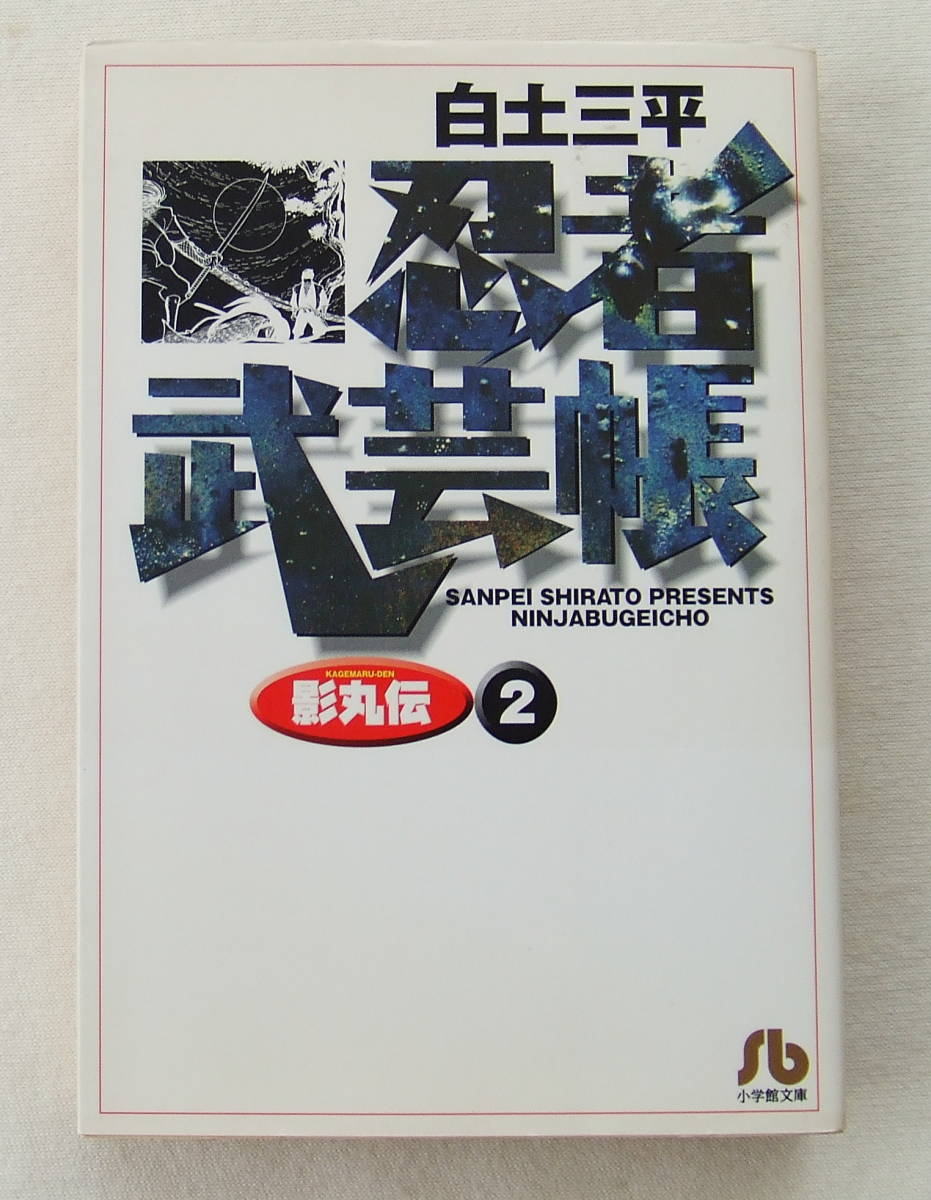 白土三平
忍者
武芸帳
SANPEI SHIRATO PRESENTS
NINJABUGEICHO
KAGEMARU-DEN
影丸伝
2
sb
小学館文庫